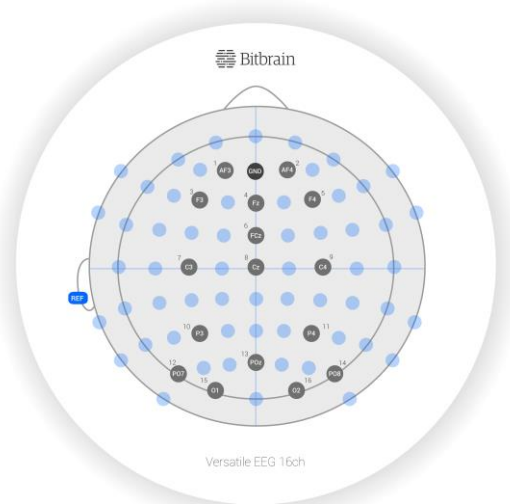 Bitbrain
1 AF3 GND AF4 2
3 F3 4 Fz F4 5
6 FCz
7 C3 8 Cz C4 9
REF
10 P3 P4 11
12 PO7 13 POz PO8 14
15 O1 O2 16
Versatile EEG 16ch